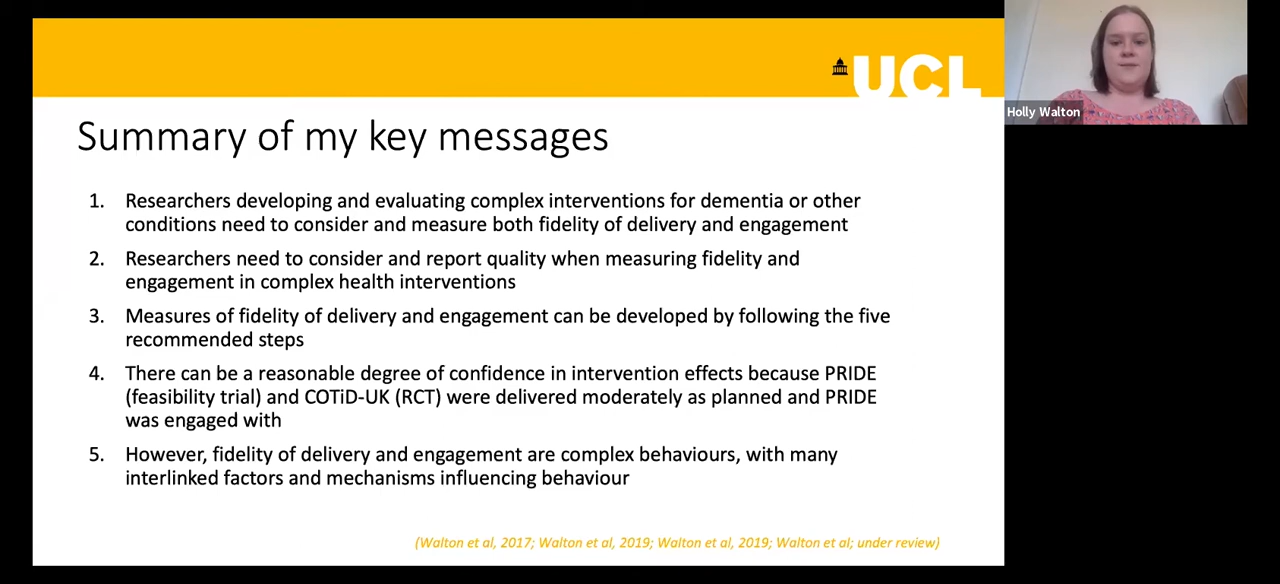 UCL
Holly Walton
Summary of my key messages
1. Researchers developing and evaluating complex interventions for dementia or other
conditions need to consider and measure both fidelity of delivery and engagement
2. Researchers need to consider and report quality when measuring fidelity and
engagement in complex health interventions
3. Measures of fidelity of delivery and engagement can be developed by following the five
recommended steps
4. There can be a reasonable degree of confidence in intervention effects because PRIDE
(feasibility trial) and COTiD-UK (RCT) were delivered moderately as planned and PRIDE
was engaged with
5. However, fidelity of delivery and engagement are complex behaviours, with many
interlinked factors and mechanisms influencing behaviour
(Walton et al, 2017; Walton et al, 2019; Walton et al, 2019; Walton et al; under review)